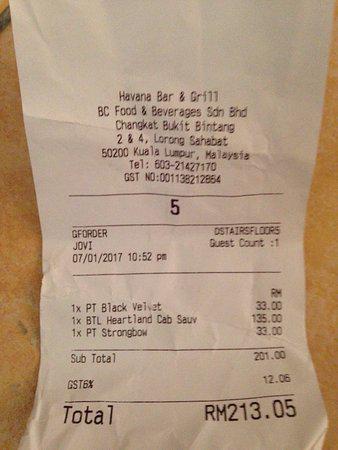 Havana Bar & Grill
BC Food & Beverages Sdn Bhd
Changkat Bukit Bintang
2 & 4, Lorong Sahabat
50200 Kuala Lumpur, Malaysia
Tel: 603-21427170
GST NO:001138212864
5
GFORDER DSTAIRSFLOOR5
JOVI Guest Count :1
07/01/2017 10:52 pm
RM
1x PT Black Velvet 33.00
1x BTL Heartland Cab Sauv 135.00
1x PT Strongbow 33.00
Sub Total 201.00
GST6% 12.06
Total RM213.05